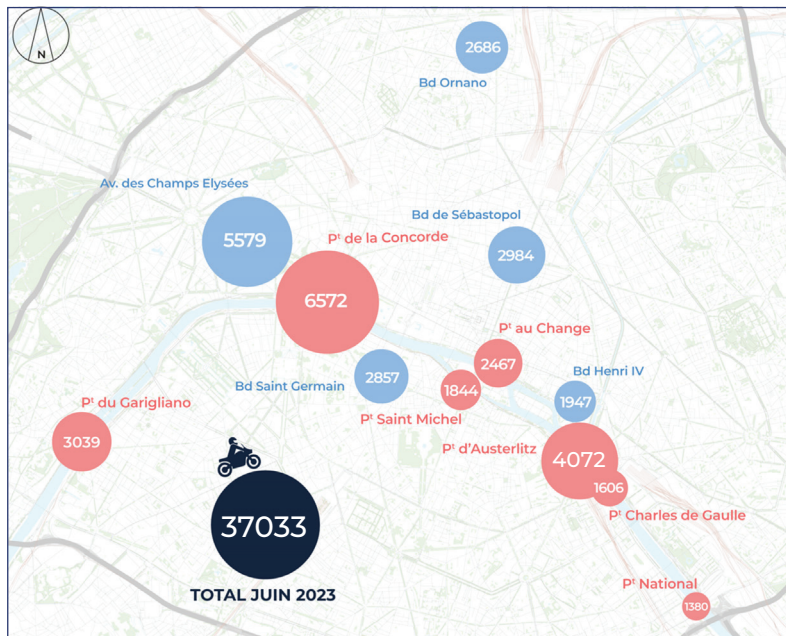 N
2686
Bd Ornano
Av. des Champs Elysées
5579
Bd de Sébastopol
2984
Pᵗ de la Concorde
6572
Pᵗ au Change
2467
Bd Saint Germain
2857
1844
Pᵗ Saint Michel
Bd Henri IV
1947
Pᵗ du Garigliano
3039
Pᵗ d'Austerlitz
4072
1606
Pᵗ Charles de Gaulle
37033
TOTAL JUIN 2023
Pᵗ National
1380